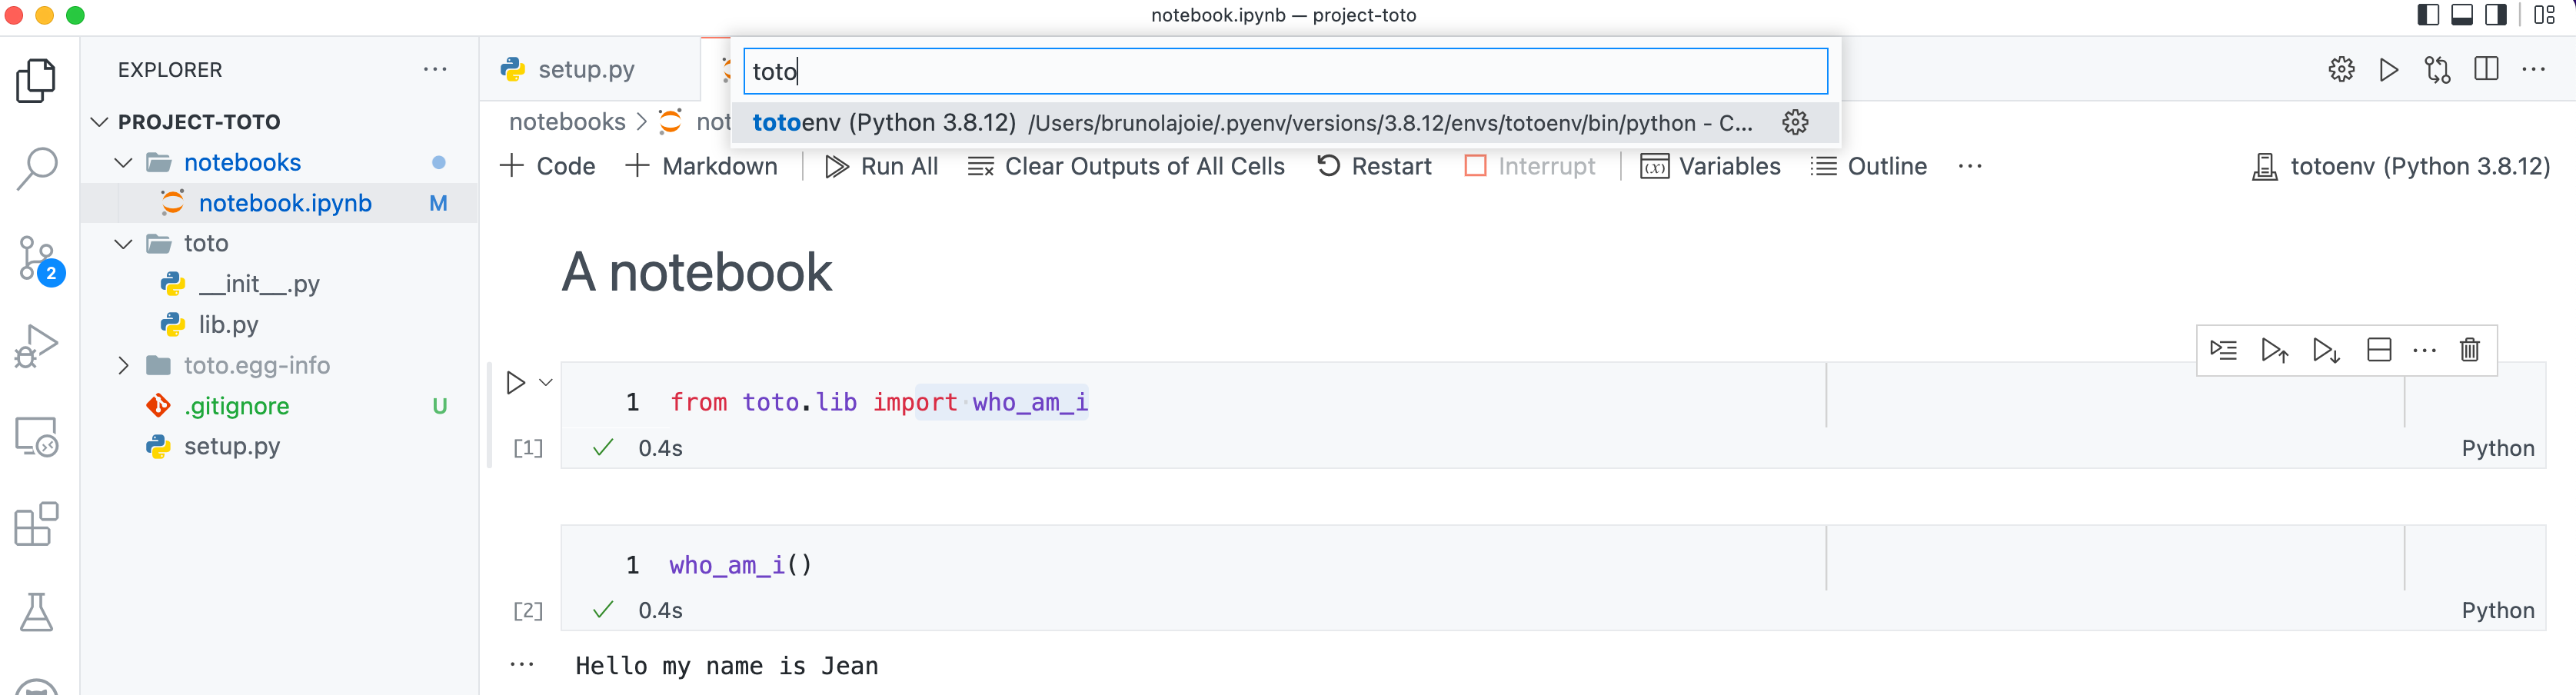 notebook.ipynb — project-toto
EXPLORER
PROJECT-TOTO
notebooks
notebook.ipynb M
toto
__init__.py
lib.py
toto.egg-info
.gitignore U
setup.py
2
setup.py
toto
totoenv (Python 3.8.12) /Users/brunolajoie/.pyenv/versions/3.8.12/envs/totoenv/bin/python - C...
notebooks > not
+ Code + Markdown Run All Clear Outputs of All Cells Restart Interrupt Variables Outline ... totoenv (Python 3.8.12)
A notebook
1 from toto.lib import who_am_i
[1] ✓ 0.4s Python
1 who_am_i()
[2] ✓ 0.4s Python
... Hello my name is Jean